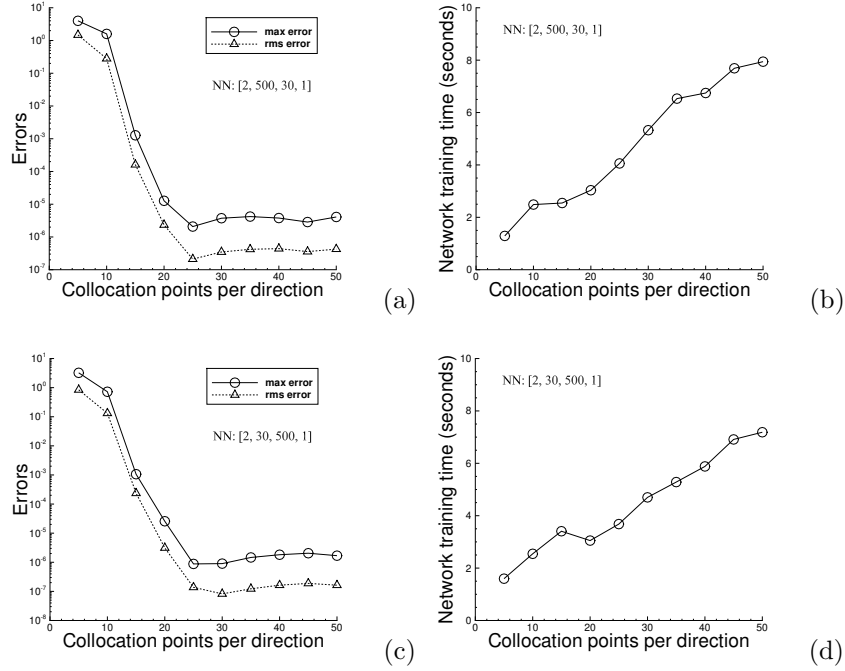 10¹
10⁰
10⁻¹
10⁻²
10⁻³
10⁻⁴
10⁻⁵
10⁻⁶
10⁻⁷
Errors
max error
rms error
NN: [2, 500, 30, 1]
0 10 20 30 40 50
Collocation points per direction
(a)
10
8
6
4
2
0
Network training time (seconds)
NN: [2, 500, 30, 1]
0 10 20 30 40 50
Collocation points per direction
(b)
10¹
10⁰
10⁻¹
10⁻²
10⁻³
10⁻⁴
10⁻⁵
10⁻⁶
10⁻⁷
10⁻⁸
Errors
max error
rms error
NN: [2, 30, 500, 1]
0 10 20 30 40 50
Collocation points per direction
(c)
10
8
6
4
2
0
Network training time (seconds)
NN: [2, 30, 500, 1]
0 10 20 30 40 50
Collocation points per direction
(d)